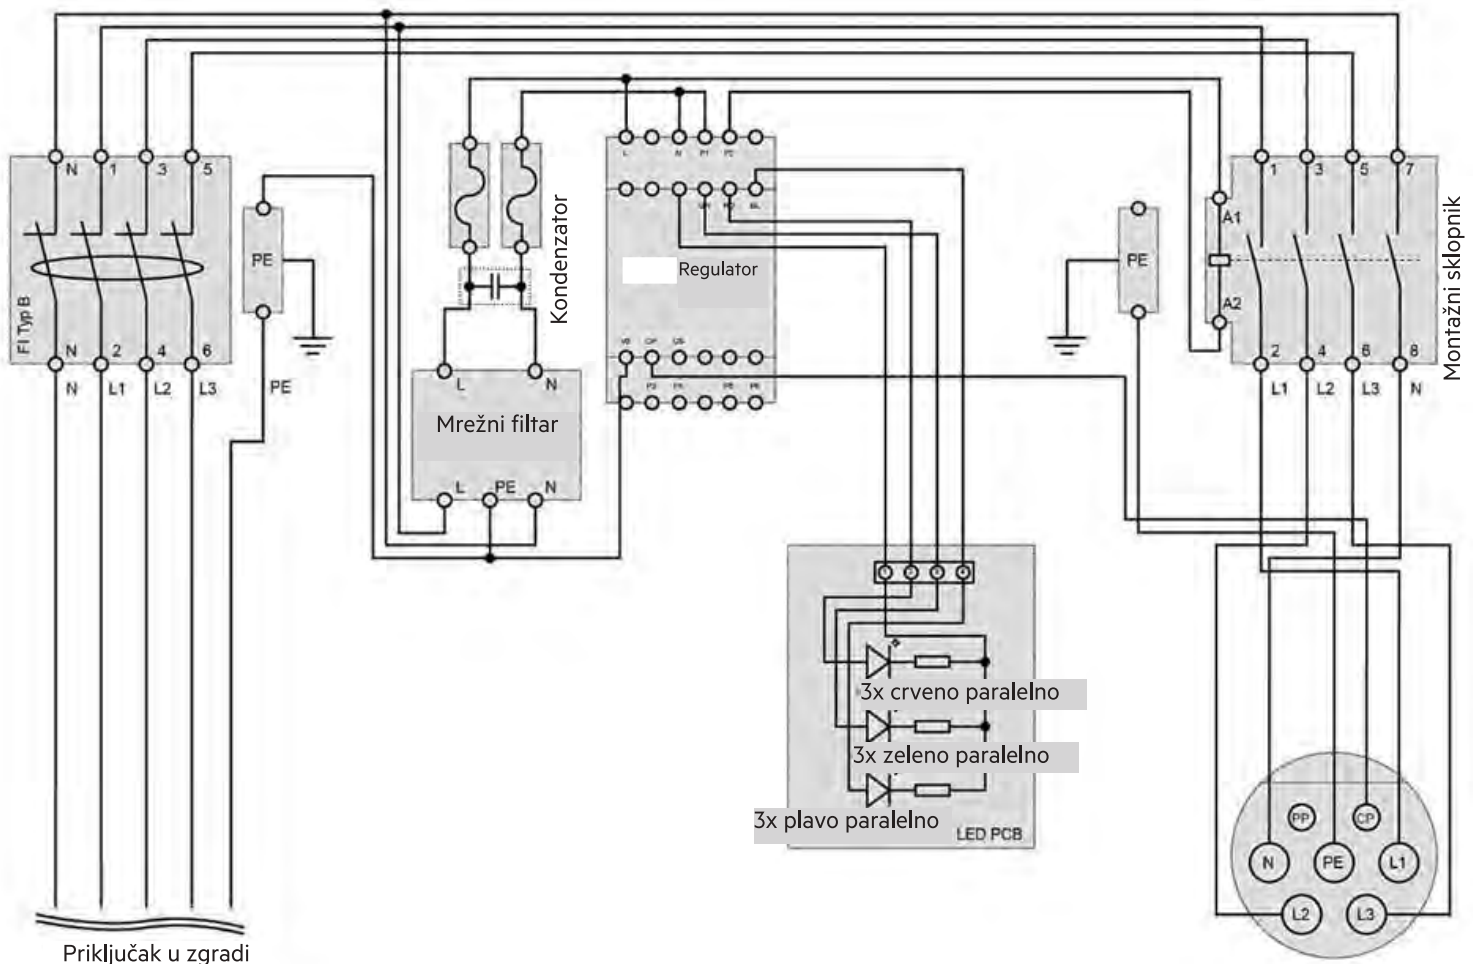 L N P1 P2
N 1 3 5
1 3 5 7
A1
PE
PE
Kondenzator
Regulator
Montažni sklopnik
FI Typ B
A2
N 2 4 6
2 4 6 8
N L1 L2 L3 PE
L1 L2 L3 N
L N
Mrežni filtar
L PE N
3x crveno paralelno
3x zeleno paralelno
3x plavo paralelno
LED PCB
PP CP
N PE L1
L2 L3
Priključak u zgradi